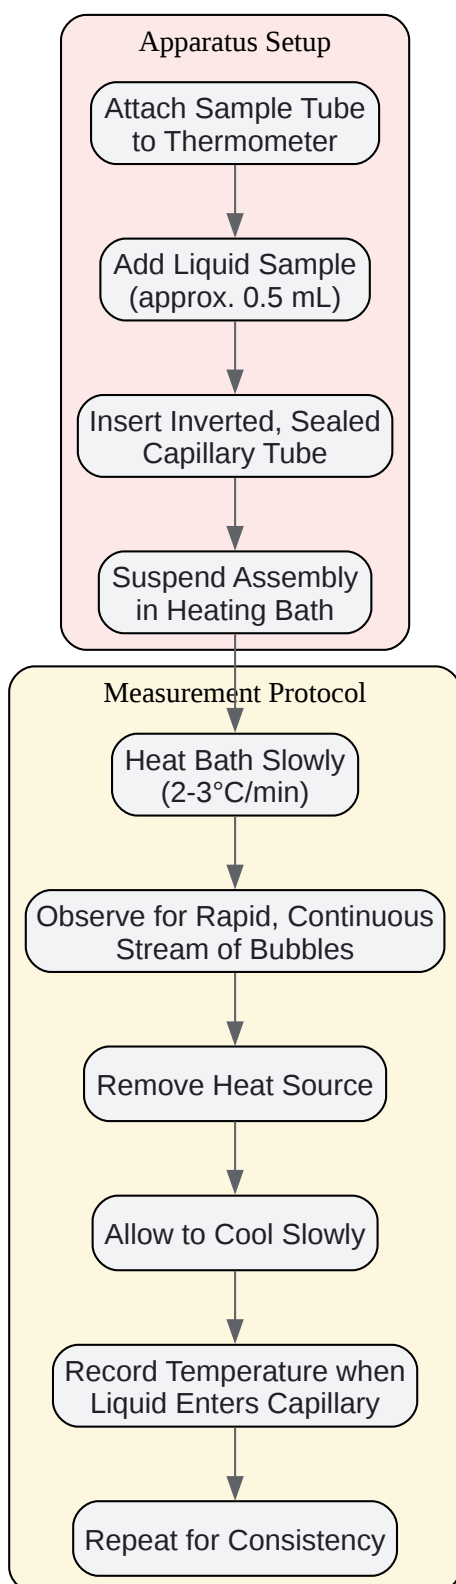 Apparatus Setup
Attach Sample Tube
to Thermometer
Add Liquid Sample
(approx. 0.5 mL)
Insert Inverted, Sealed
Capillary Tube
Suspend Assembly
in Heating Bath
Measurement Protocol
Heat Bath Slowly
(2-3°C/min)
Observe for Rapid, Continuous
Stream of Bubbles
Remove Heat Source
Allow to Cool Slowly
Record Temperature when
Liquid Enters Capillary
Repeat for Consistency